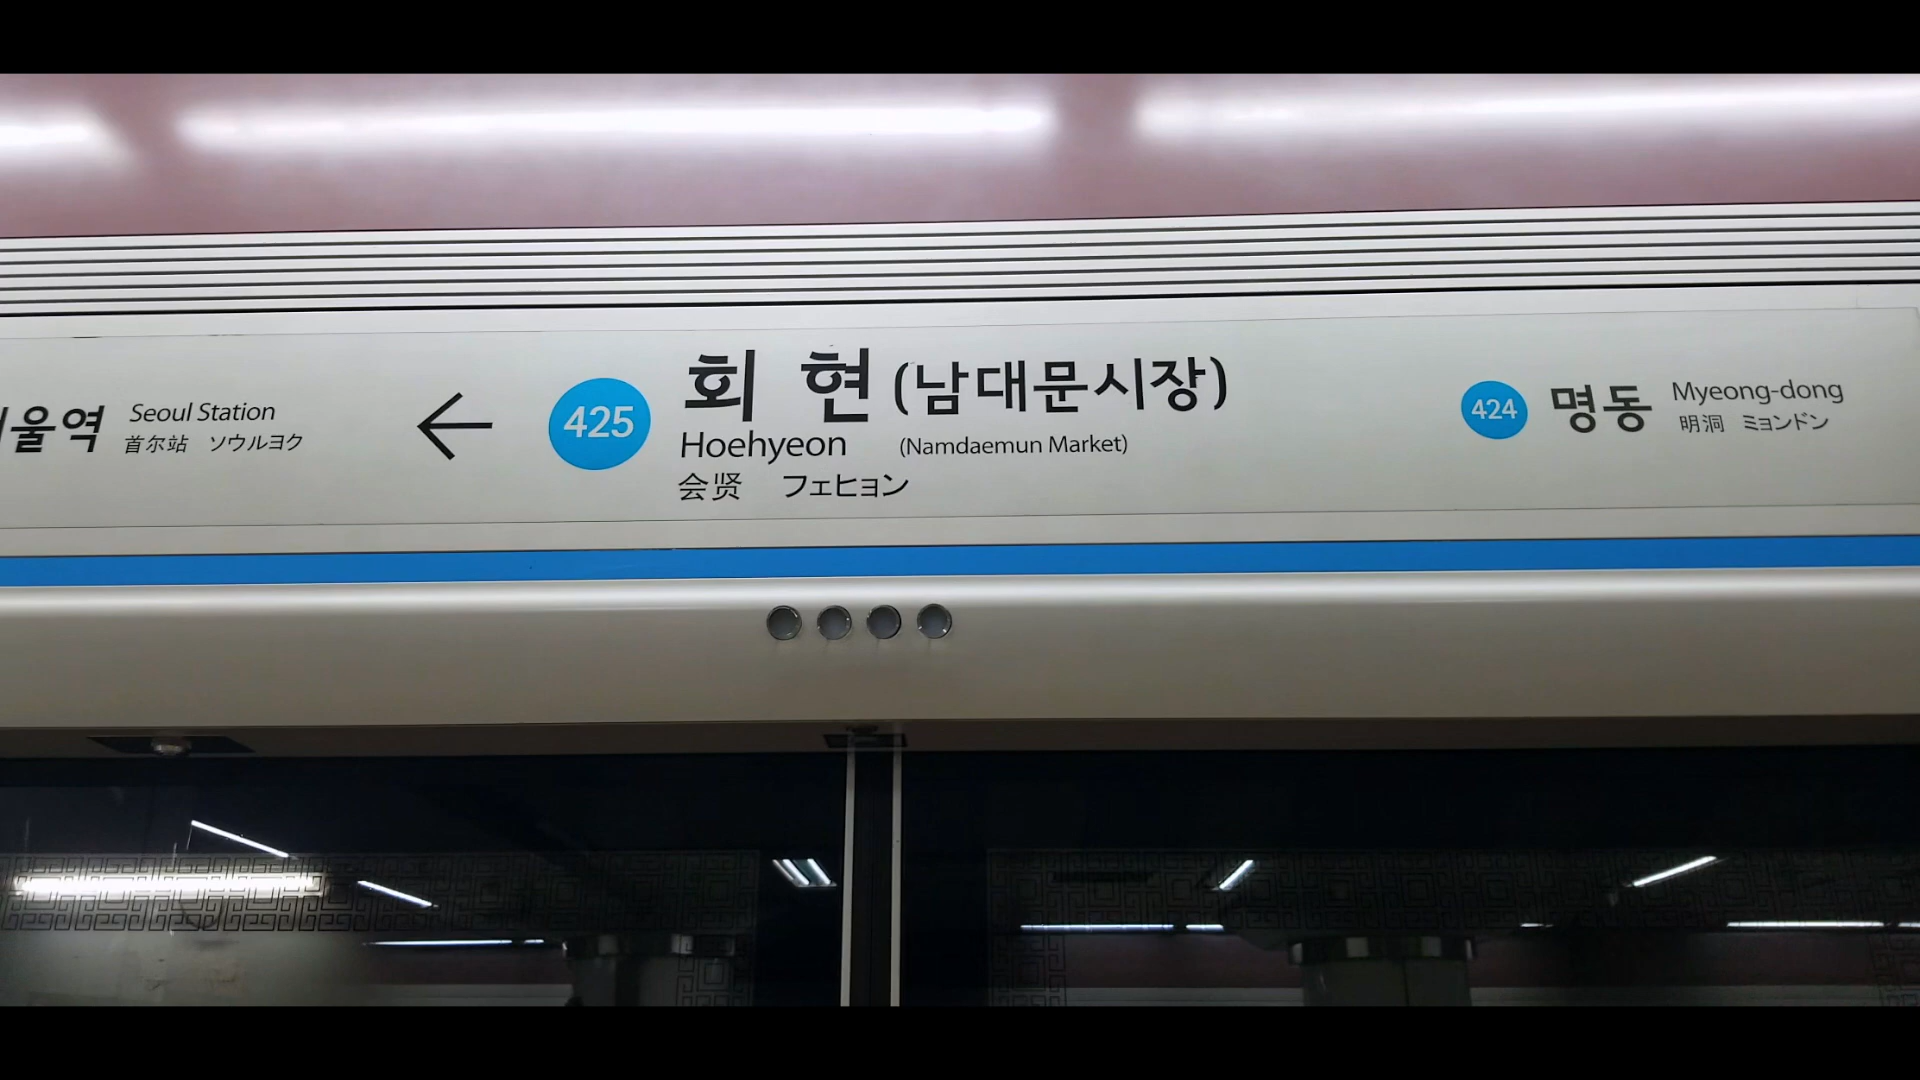 울역 Seoul Station
首尔站 ソウルヨク
←
425 회현 (남대문시장)
Hoehyeon (Namdaemun Market)
会贤 フェヒョン
424 명동 Myeong-dong
明洞 ミョンドン